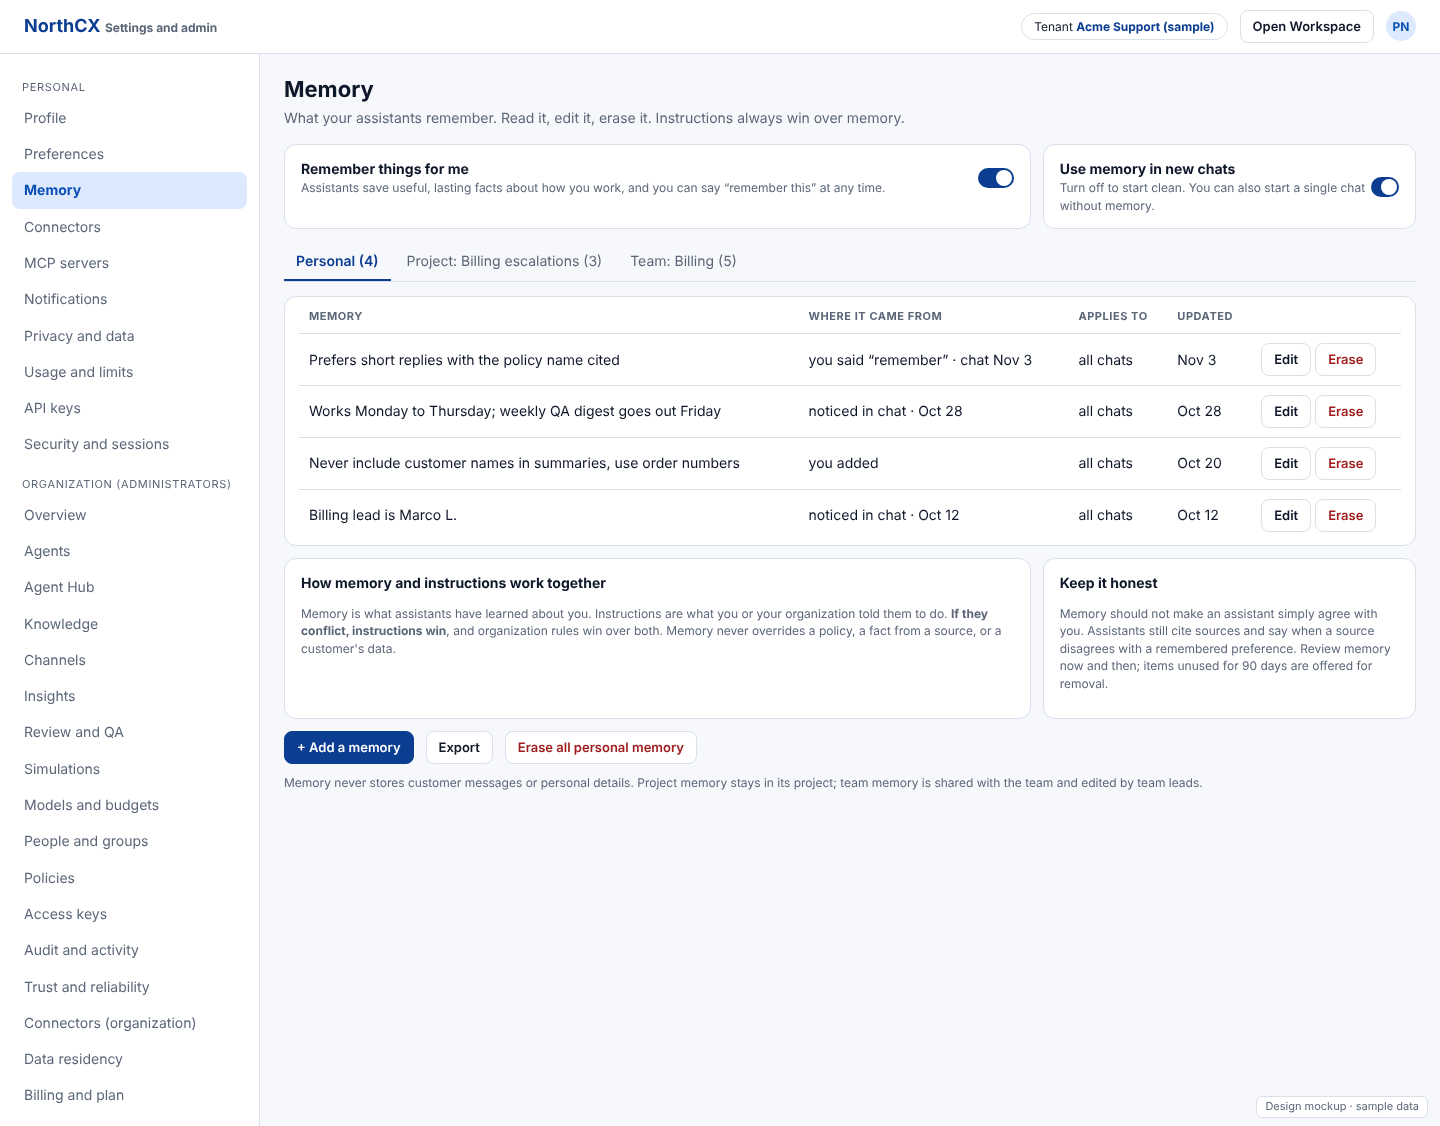 NorthCX Settings and admin
Tenant Acme Support (sample)
Open Workspace
PN
PERSONAL
Profile
Preferences
Memory
Connectors
MCP servers
Notifications
Privacy and data
Usage and limits
API keys
Security and sessions
ORGANIZATION (ADMINISTRATORS)
Overview
Agents
Agent Hub
Knowledge
Channels
Insights
Review and QA
Simulations
Models and budgets
People and groups
Policies
Access keys
Audit and activity
Trust and reliability
Connectors (organization)
Data residency
Billing and plan
Memory
What your assistants remember. Read it, edit it, erase it. Instructions always win over memory.
Remember things for me
Assistants save useful, lasting facts about how you work, and you can say “remember this” at any time.
Use memory in new chats
Turn off to start clean. You can also start a single chat
without memory.
Personal (4) Project: Billing escalations (3) Team: Billing (5)
MEMORY WHERE IT CAME FROM APPLIES TO UPDATED
Prefers short replies with the policy name cited you said “remember” · chat Nov 3 all chats Nov 3 Edit Erase
Works Monday to Thursday; weekly QA digest goes out Friday noticed in chat · Oct 28 all chats Oct 28 Edit Erase
Never include customer names in summaries, use order numbers you added all chats Oct 20 Edit Erase
Billing lead is Marco L. noticed in chat · Oct 12 all chats Oct 12 Edit Erase
How memory and instructions work together
Memory is what assistants have learned about you. Instructions are what you or your organization told them to do. If they
conflict, instructions win, and organization rules win over both. Memory never overrides a policy, a fact from a source, or a
customer's data.
Keep it honest
Memory should not make an assistant simply agree with
you. Assistants still cite sources and say when a source
disagrees with a remembered preference. Review memory
now and then; items unused for 90 days are offered for
removal.
+ Add a memory Export Erase all personal memory
Memory never stores customer messages or personal details. Project memory stays in its project; team memory is shared with the team and edited by team leads.
Design mockup · sample data